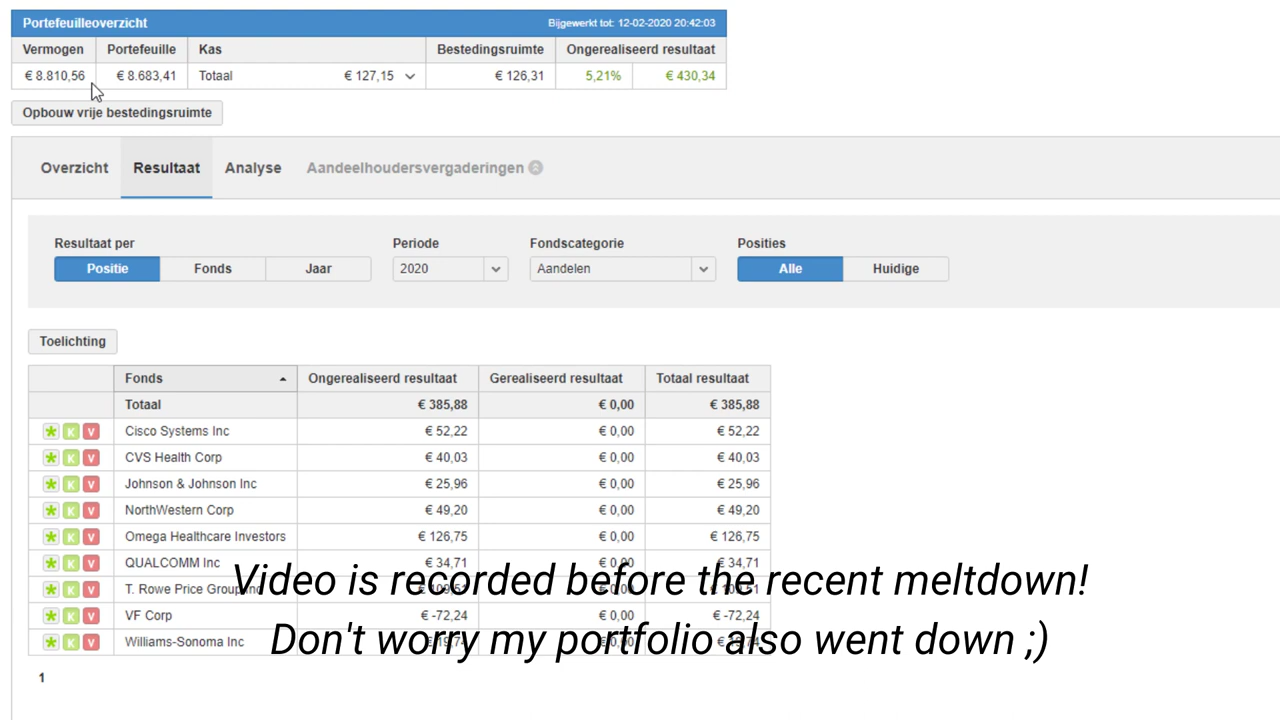 Portefeuilleoverzicht Bijgewerkt tot: 12-02-2020 20:42:03
Vermogen Portefeuille Kas Bestedingsruimte Ongerealiseerd resultaat
€ 8.810,56 € 8.683,41 Totaal € 127,15 € 126,31 5,21% € 430,34
Opbouw vrije bestedingsruimte
Overzicht Resultaat Analyse Aandeelhoudersvergaderingen
Resultaat per Periode Fondscategorie Posities
Positie Fonds Jaar 2020 Aandelen Alle Huidige
Toelichting
Fonds Ongerealiseerd resultaat Gerealiseerd resultaat Totaal resultaat
Totaal € 385,88 € 0,00 € 385,88
K V Cisco Systems Inc € 52,22 € 0,00 € 52,22
K V CVS Health Corp € 40,03 € 0,00 € 40,03
K V Johnson & Johnson Inc € 25,96 € 0,00 € 25,96
K V NorthWestern Corp € 49,20 € 0,00 € 49,20
K V Omega Healthcare Investors € 126,75 € 0,00 € 126,75
K V QUALCOMM Inc € 34,71 € 0,00 € 34,71
Video is recorded before the recent meltdown!
K V T. Rowe Price Group Inc
K V VF Corp € -72,24 € 0,00 € -72,24
Don't worry my portfolio also went down ;)
K V Williams-Sonoma Inc
1